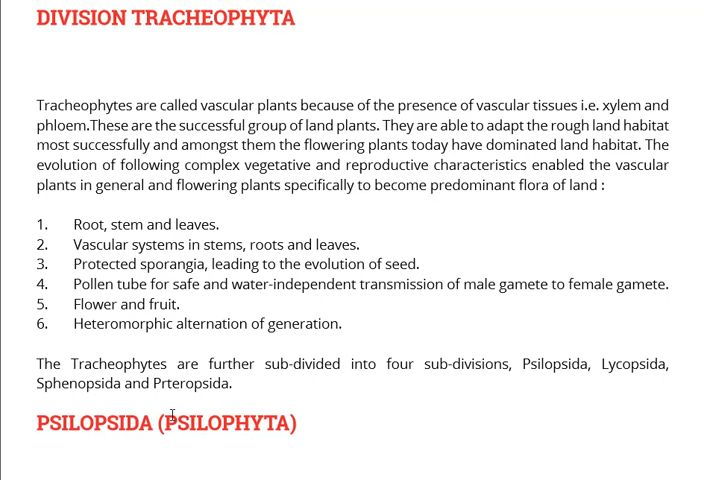 DIVISION TRACHEOPHYTA
Tracheophytes are called vascular plants because of the presence of vascular tissues i.e. xylem and
phloem.These are the successful group of land plants. They are able to adapt the rough land habitat
most successfully and amongst them the flowering plants today have dominated land habitat. The
evolution of following complex vegetative and reproductive characteristics enabled the vascular
plants in general and flowering plants specifically to become predominant flora of land :
1. Root, stem and leaves.
2. Vascular systems in stems, roots and leaves.
3. Protected sporangia, leading to the evolution of seed.
4. Pollen tube for safe and water-independent transmission of male gamete to female gamete.
5. Flower and fruit.
6. Heteromorphic alternation of generation.
The Tracheophytes are further sub-divided into four sub-divisions, Psilopsida, Lycopsida,
Sphenopsida and Prteropsida.
PSILOPSIDA (PSILOPHYTA)